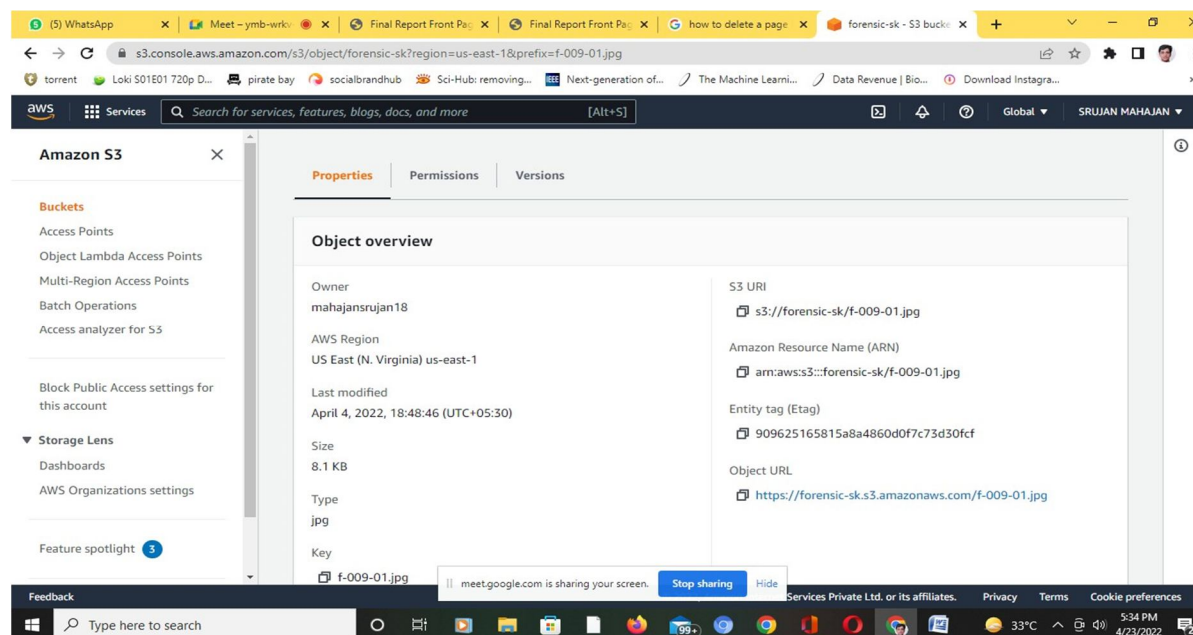 (5) WhatsApp
Meet – ymb-wrkv
Final Report Front Pag
Final Report Front Pag
how to delete a page
forensic-sk - S3 bucke
s3.console.aws.amazon.com/s3/object/forensic-sk?region=us-east-1&prefix=f-009-01.jpg
torrent
Loki S01E01 720p D...
pirate bay
socialbrandhub
Sci-Hub: removing...
IEEE
Next-generation of...
The Machine Learni...
Data Revenue | Bio...
Download Instagra...
aws
Services
Search for services, features, blogs, docs, and more
[Alt+S]
Global
SRUJAN MAHAJAN
Amazon S3
Buckets
Access Points
Object Lambda Access Points
Multi-Region Access Points
Batch Operations
Access analyzer for S3
Block Public Access settings for
this account
Storage Lens
Dashboards
AWS Organizations settings
Feature spotlight 3
Properties
Permissions
Versions
Object overview
Owner
mahajansrujan18
AWS Region
US East (N. Virginia) us-east-1
Last modified
April 4, 2022, 18:48:46 (UTC+05:30)
Size
8.1 KB
Type
jpg
Key
f-009-01.jpg
S3 URI
s3://forensic-sk/f-009-01.jpg
Amazon Resource Name (ARN)
arn:aws:s3:::forensic-sk/f-009-01.jpg
Entity tag (Etag)
909625165815a8a4860d0f7c73d30fcf
Object URL
https://forensic-sk.s3.amazonaws.com/f-009-01.jpg
meet.google.com is sharing your screen.
Stop sharing
Hide
Feedback
Services Private Ltd. or its affiliates.
Privacy
Terms
Cookie preferences
Type here to search
99+
33°C
5:34 PM
4/23/2022